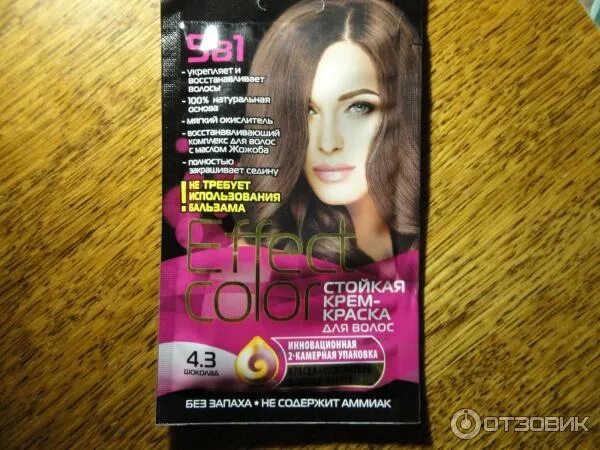 5в1
- укрепляет и
восстанавливает
волосы
- 100% натуральная
основа
- мягкий окислитель
- восстанавливающий
комплекс для волос
с маслом Жожоба
- полностью
закрашивает седину
! НЕ ТРЕБУЕТ
ИСПОЛЬЗОВАНИЯ
БАЛЬЗАМА
Effect
color
СТОЙКАЯ
КРЕМ-
КРАСКА
ДЛЯ ВОЛОС
ИННОВАЦИОННАЯ
2-КАМЕРНАЯ УПАКОВКА
4.3
ШОКОЛАД
БЕЗ ЗАПАХА • НЕ СОДЕРЖИТ АММИАК
ОТЗОВИК